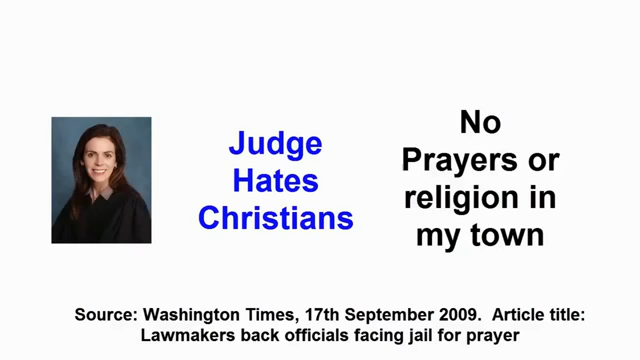 Judge
Hates
Christians
No
Prayers or
religion in
my town
Source: Washington Times, 17th September 2009.  Article title:
Lawmakers back officials facing jail for prayer